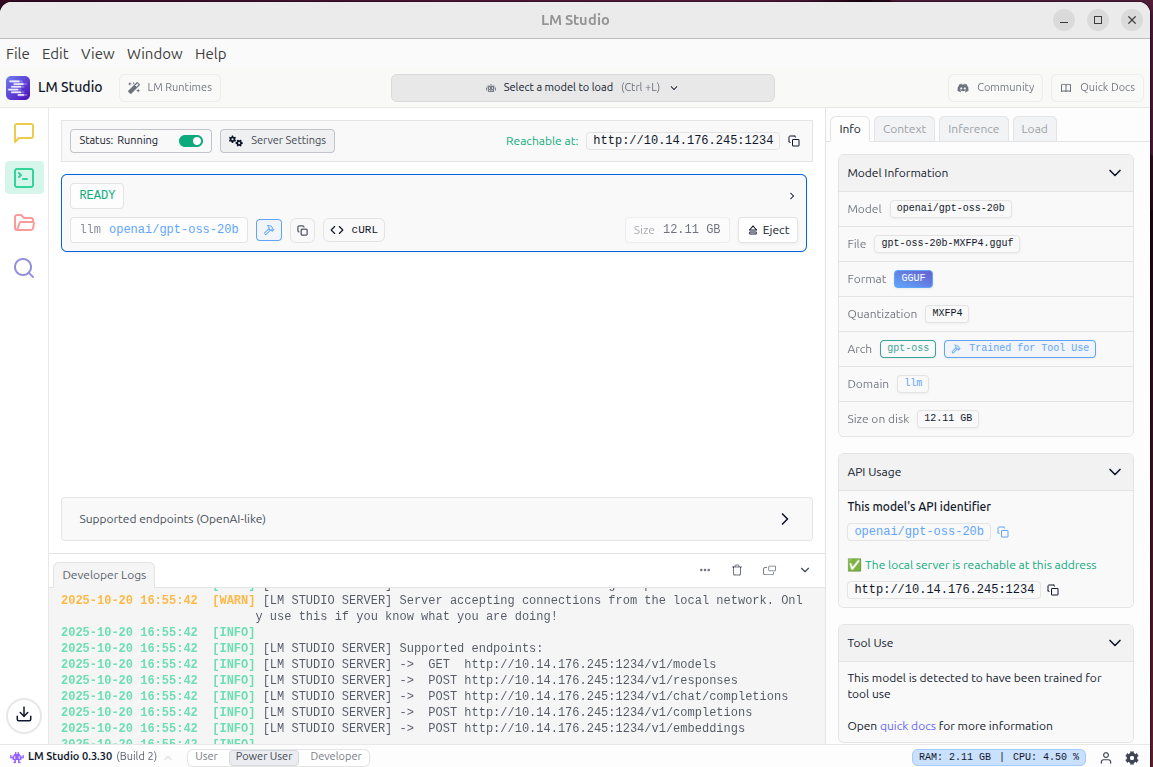 LM Studio
File Edit View Window Help
LM Studio LM Runtimes Select a model to load (Ctrl +L) Community Quick Docs
Status: Running Server Settings Reachable at: http://10.14.176.245:1234
READY
llm openai/gpt-oss-20b cURL Size 12.11 GB Eject
Supported endpoints (OpenAI-like)
Developer Logs
2025-10-20 16:55:42 [WARN] [LM STUDIO SERVER] Server accepting connections from the local network. Onl
y use this if you know what you are doing!
2025-10-20 16:55:42 [INFO]
2025-10-20 16:55:42 [INFO] [LM STUDIO SERVER] Supported endpoints:
2025-10-20 16:55:42 [INFO] [LM STUDIO SERVER] -> GET http://10.14.176.245:1234/v1/models
2025-10-20 16:55:42 [INFO] [LM STUDIO SERVER] -> POST http://10.14.176.245:1234/v1/responses
2025-10-20 16:55:42 [INFO] [LM STUDIO SERVER] -> POST http://10.14.176.245:1234/v1/chat/completions
2025-10-20 16:55:42 [INFO] [LM STUDIO SERVER] -> POST http://10.14.176.245:1234/v1/completions
2025-10-20 16:55:42 [INFO] [LM STUDIO SERVER] -> POST http://10.14.176.245:1234/v1/embeddings
2025-10-20 16:55:42 [INFO]
Info Context Inference Load
Model Information
Model openai/gpt-oss-20b
File gpt-oss-20b-MXFP4.gguf
Format GGUF
Quantization MXFP4
Arch gpt-oss Trained for Tool Use
Domain llm
Size on disk 12.11 GB
API Usage
This model's API identifier
openai/gpt-oss-20b
✅ The local server is reachable at this address
http://10.14.176.245:1234
Tool Use
This model is detected to have been trained for
tool use
Open quick docs for more information
LM Studio 0.3.30 (Build 2) User Power User Developer RAM: 2.11 GB | CPU: 4.50 %